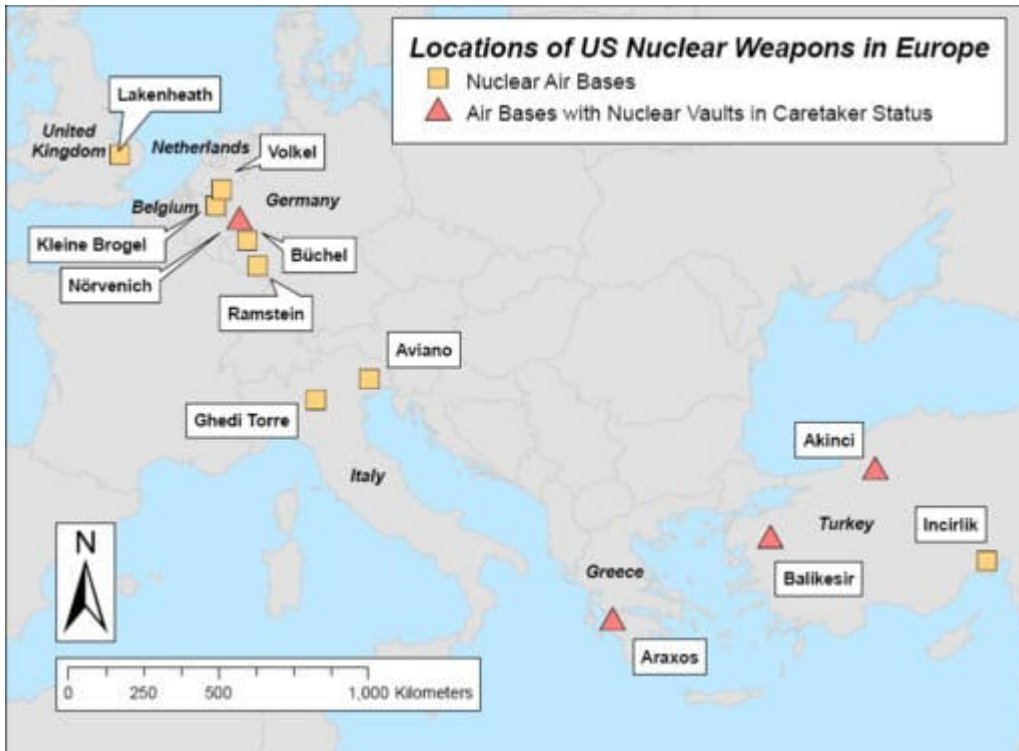 Locations of US Nuclear Weapons in Europe
Nuclear Air Bases
Air Bases with Nuclear Vaults in Caretaker Status
Lakenheath
United
Kingdom
Netherlands
Volkel
Belgium
Germany
Kleine Brogel
Büchel
Nörvenich
Ramstein
Aviano
Ghedi Torre
Akinci
Italy
Turkey
Incirlik
N
Greece
Balikesir
Araxos
0 250 500 1,000 Kilometers